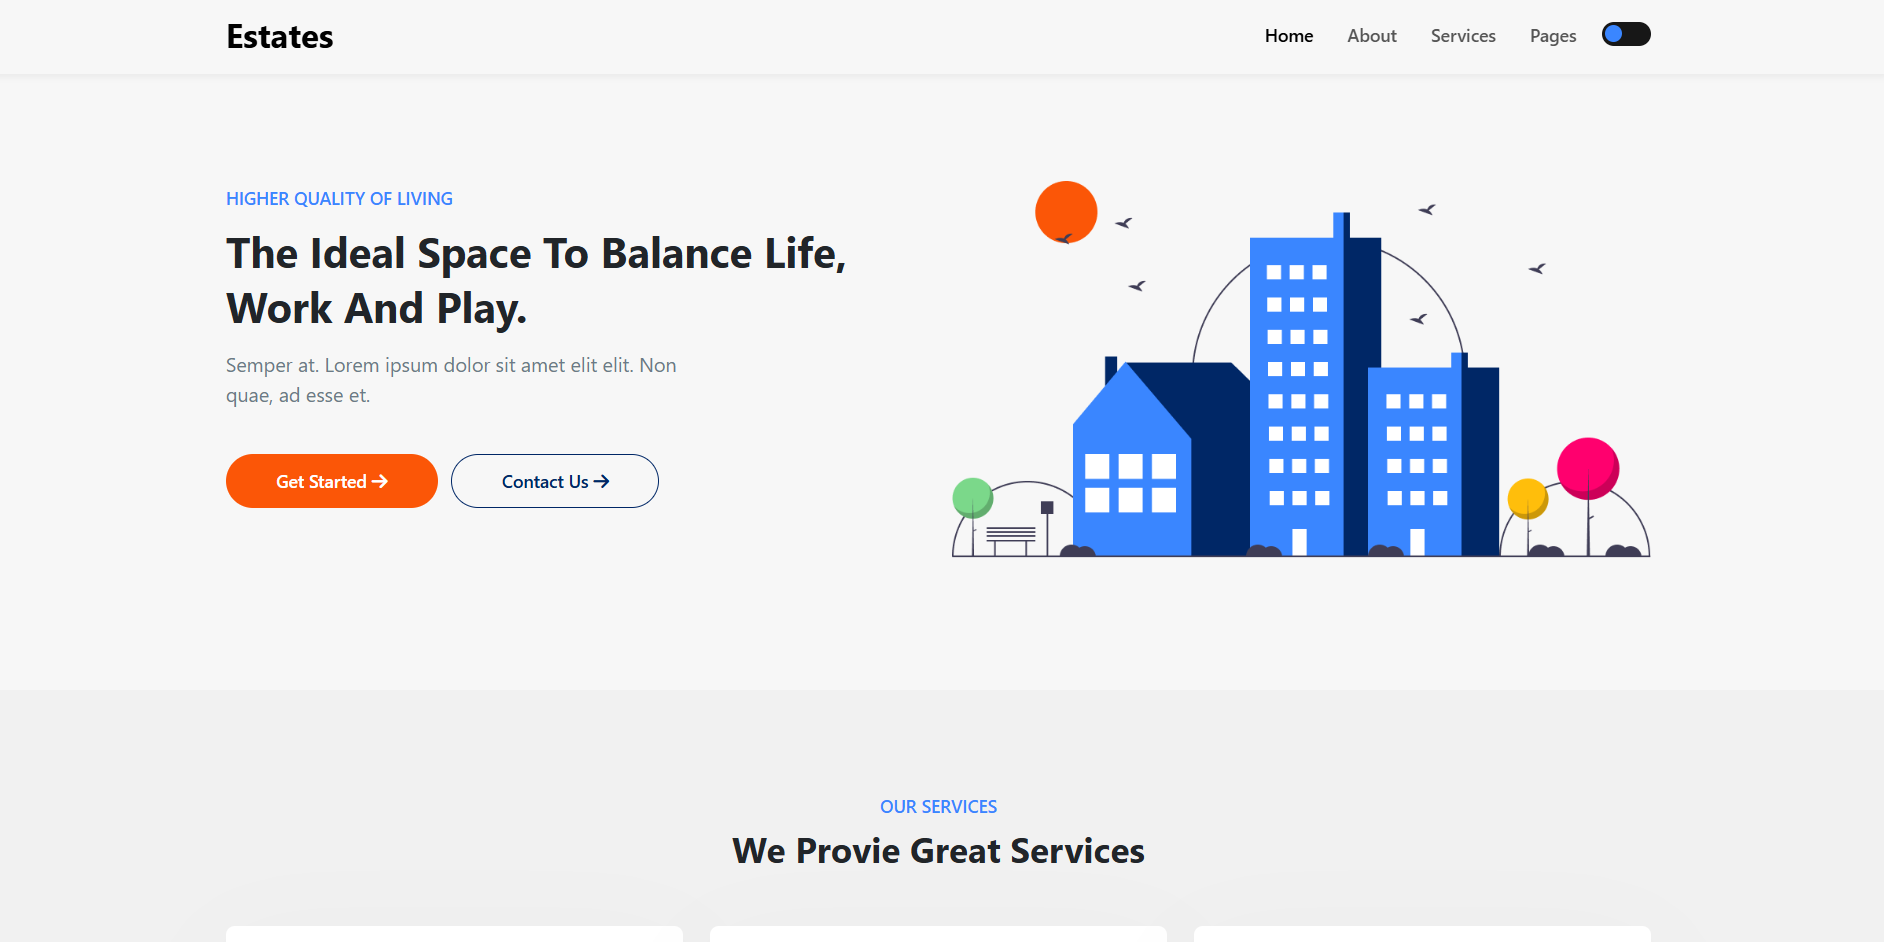 Estates
Home About Services Pages
HIGHER QUALITY OF LIVING
The Ideal Space To Balance Life,
Work And Play.
Semper at. Lorem ipsum dolor sit amet elit elit. Non
quae, ad esse et.
Get Started → Contact Us →
OUR SERVICES
We Provie Great Services